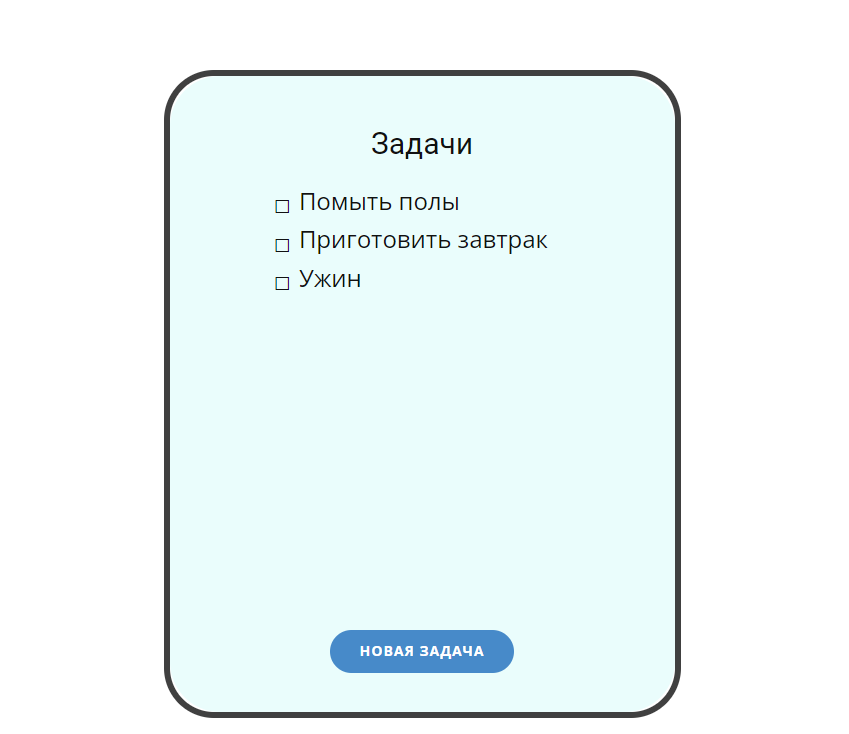 Задачи
Помыть полы
Приготовить завтрак
Ужин
НОВАЯ ЗАДАЧА